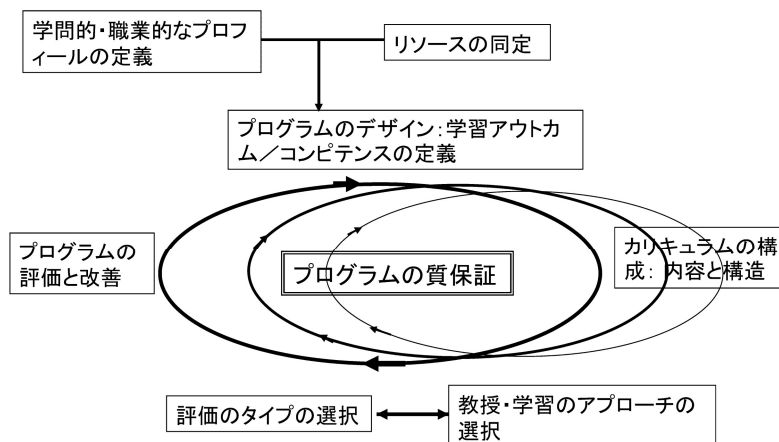 学問的・職業的なプロフ
ィールの定義
リソースの同定
プログラムのデザイン：学習アウトカ
ム／コンピテンスの定義
プログラムの
評価と改善
プログラムの質保証
カリキュラムの構
成： 内容と構造
評価のタイプの選択
教授・学習のアプローチの
選択